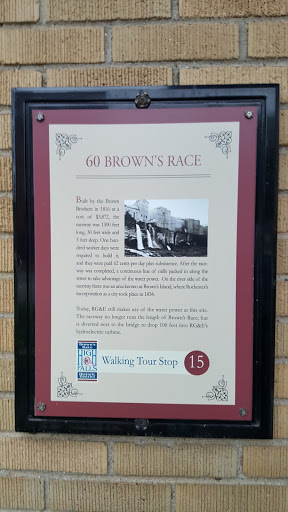 60 BROWN'S RACE
Built by the Brown
Brothers in 1816 at a
cost of $5,872, the
raceway was 1300 feet
long, 30 feet wide and
3 feet deep. One hun-
dred worker days were
required to build it,
and they were paid 62 cents per day plus subsistence. After the race-
way was completed, a continuous line of mills packed in along the
street to take advantage of the water power. On the river side of the
raceway there was an area known as Brown's Island, where Rochester's
incorporation as a city took place in 1834.
Today, RG&E still makes use of the water power at this site.
The raceway no longer runs the length of Brown's Race, but
is diverted next to the bridge to drop 100 feet into RG&E's
hydroelectric turbine.
HIGH
FALLS
Walking Tour Stop 15